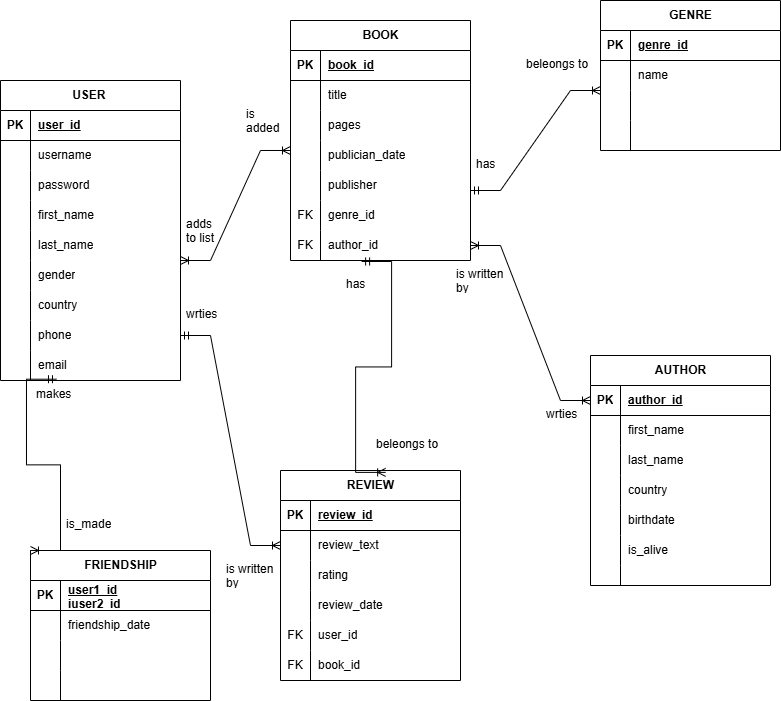 GENRE
PK genre_id
name
BOOK
PK book_id
title
pages
publician_date
publisher
FK genre_id
FK author_id
USER
PK user_id
username
password
first_name
last_name
gender
country
phone
email
beleongs to
has
is
added
adds
to list
is written
by
wrties
has
wrties
makes
AUTHOR
PK author_id
first_name
last_name
country
birthdate
is_alive
beleongs to
REVIEW
PK review_id
review_text
rating
review_date
FK user_id
FK book_id
is written
by
is_made
FRIENDSHIP
PK user1_id
iuser2_id
friendship_date